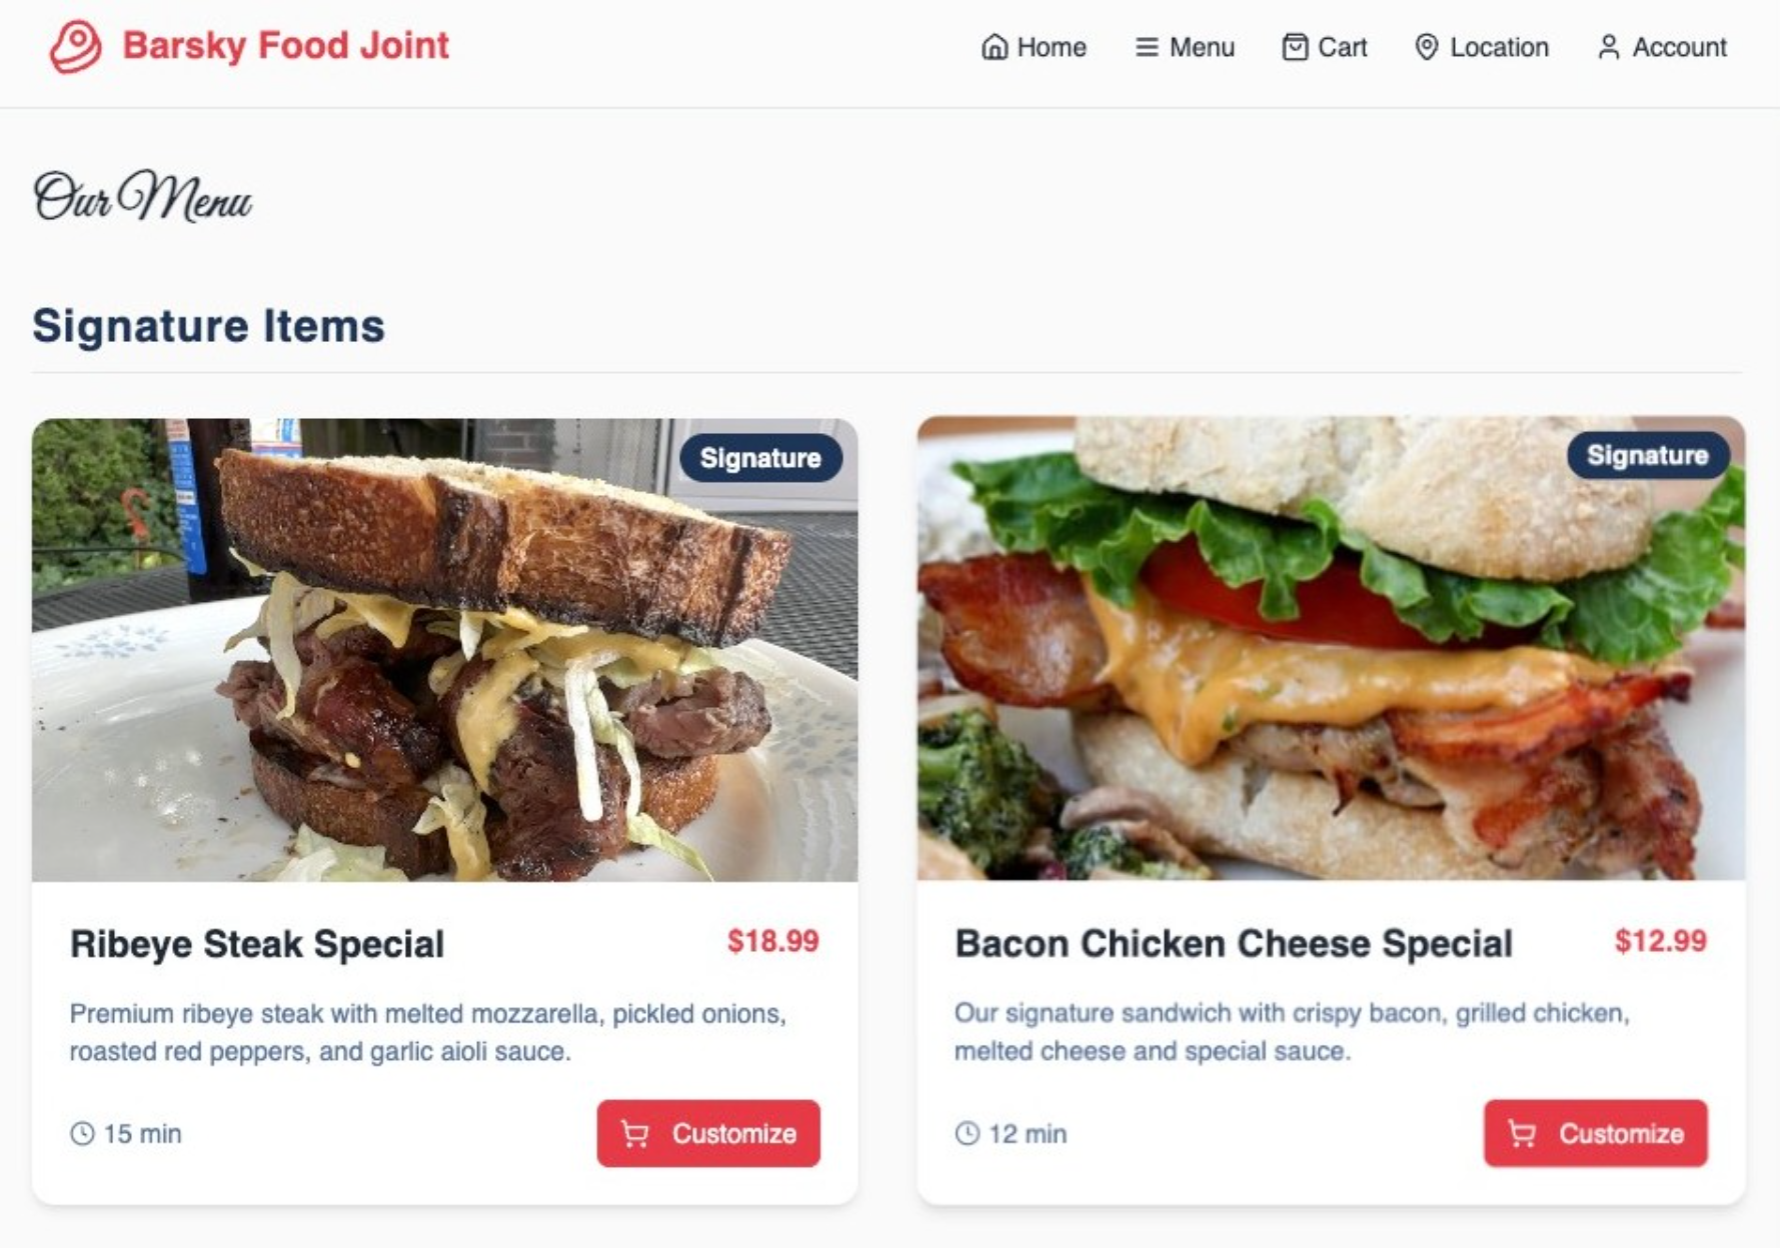 Barsky Food Joint
Home
Menu
Cart
Location
Account
Our Menu
Signature Items
Signature
Signature
Ribeye Steak Special
$18.99
Premium ribeye steak with melted mozzarella, pickled onions,
roasted red peppers, and garlic aioli sauce.
15 min
Customize
Bacon Chicken Cheese Special
$12.99
Our signature sandwich with crispy bacon, grilled chicken,
melted cheese and special sauce.
12 min
Customize